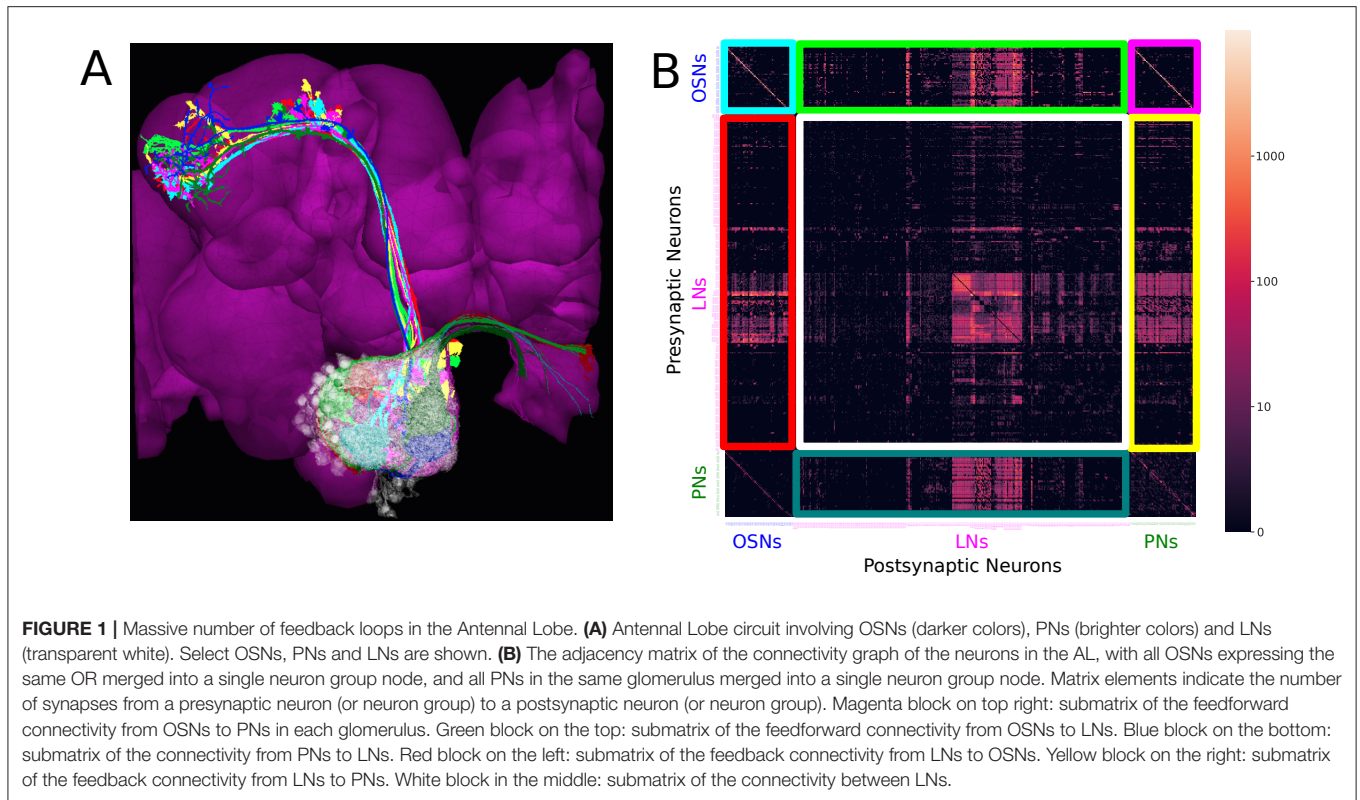 A
B
OSNs
LNs
PNs
Presynaptic Neurons
OSNs
LNs
PNs
Postsynaptic Neurons
1000
100
10
0
FIGURE 1 | Massive number of feedback loops in the Antennal Lobe. (A) Antennal Lobe circuit involving OSNs (darker colors), PNs (brighter colors) and LNs
(transparent white). Select OSNs, PNs and LNs are shown. (B) The adjacency matrix of the connectivity graph of the neurons in the AL, with all OSNs expressing the
same OR merged into a single neuron group node, and all PNs in the same glomerulus merged into a single neuron group node. Matrix elements indicate the number
of synapses from a presynaptic neuron (or neuron group) to a postsynaptic neuron (or neuron group). Magenta block on top right: submatrix of the feedforward
connectivity from OSNs to PNs in each glomerulus. Green block on the top: submatrix of the feedforward connectivity from OSNs to LNs. Blue block on the bottom:
submatrix of the connectivity from PNs to LNs. Red block on the left: submatrix of the feedback connectivity from LNs to OSNs. Yellow block on the right: submatrix
of the feedback connectivity from LNs to PNs. White block in the middle: submatrix of the connectivity between LNs.